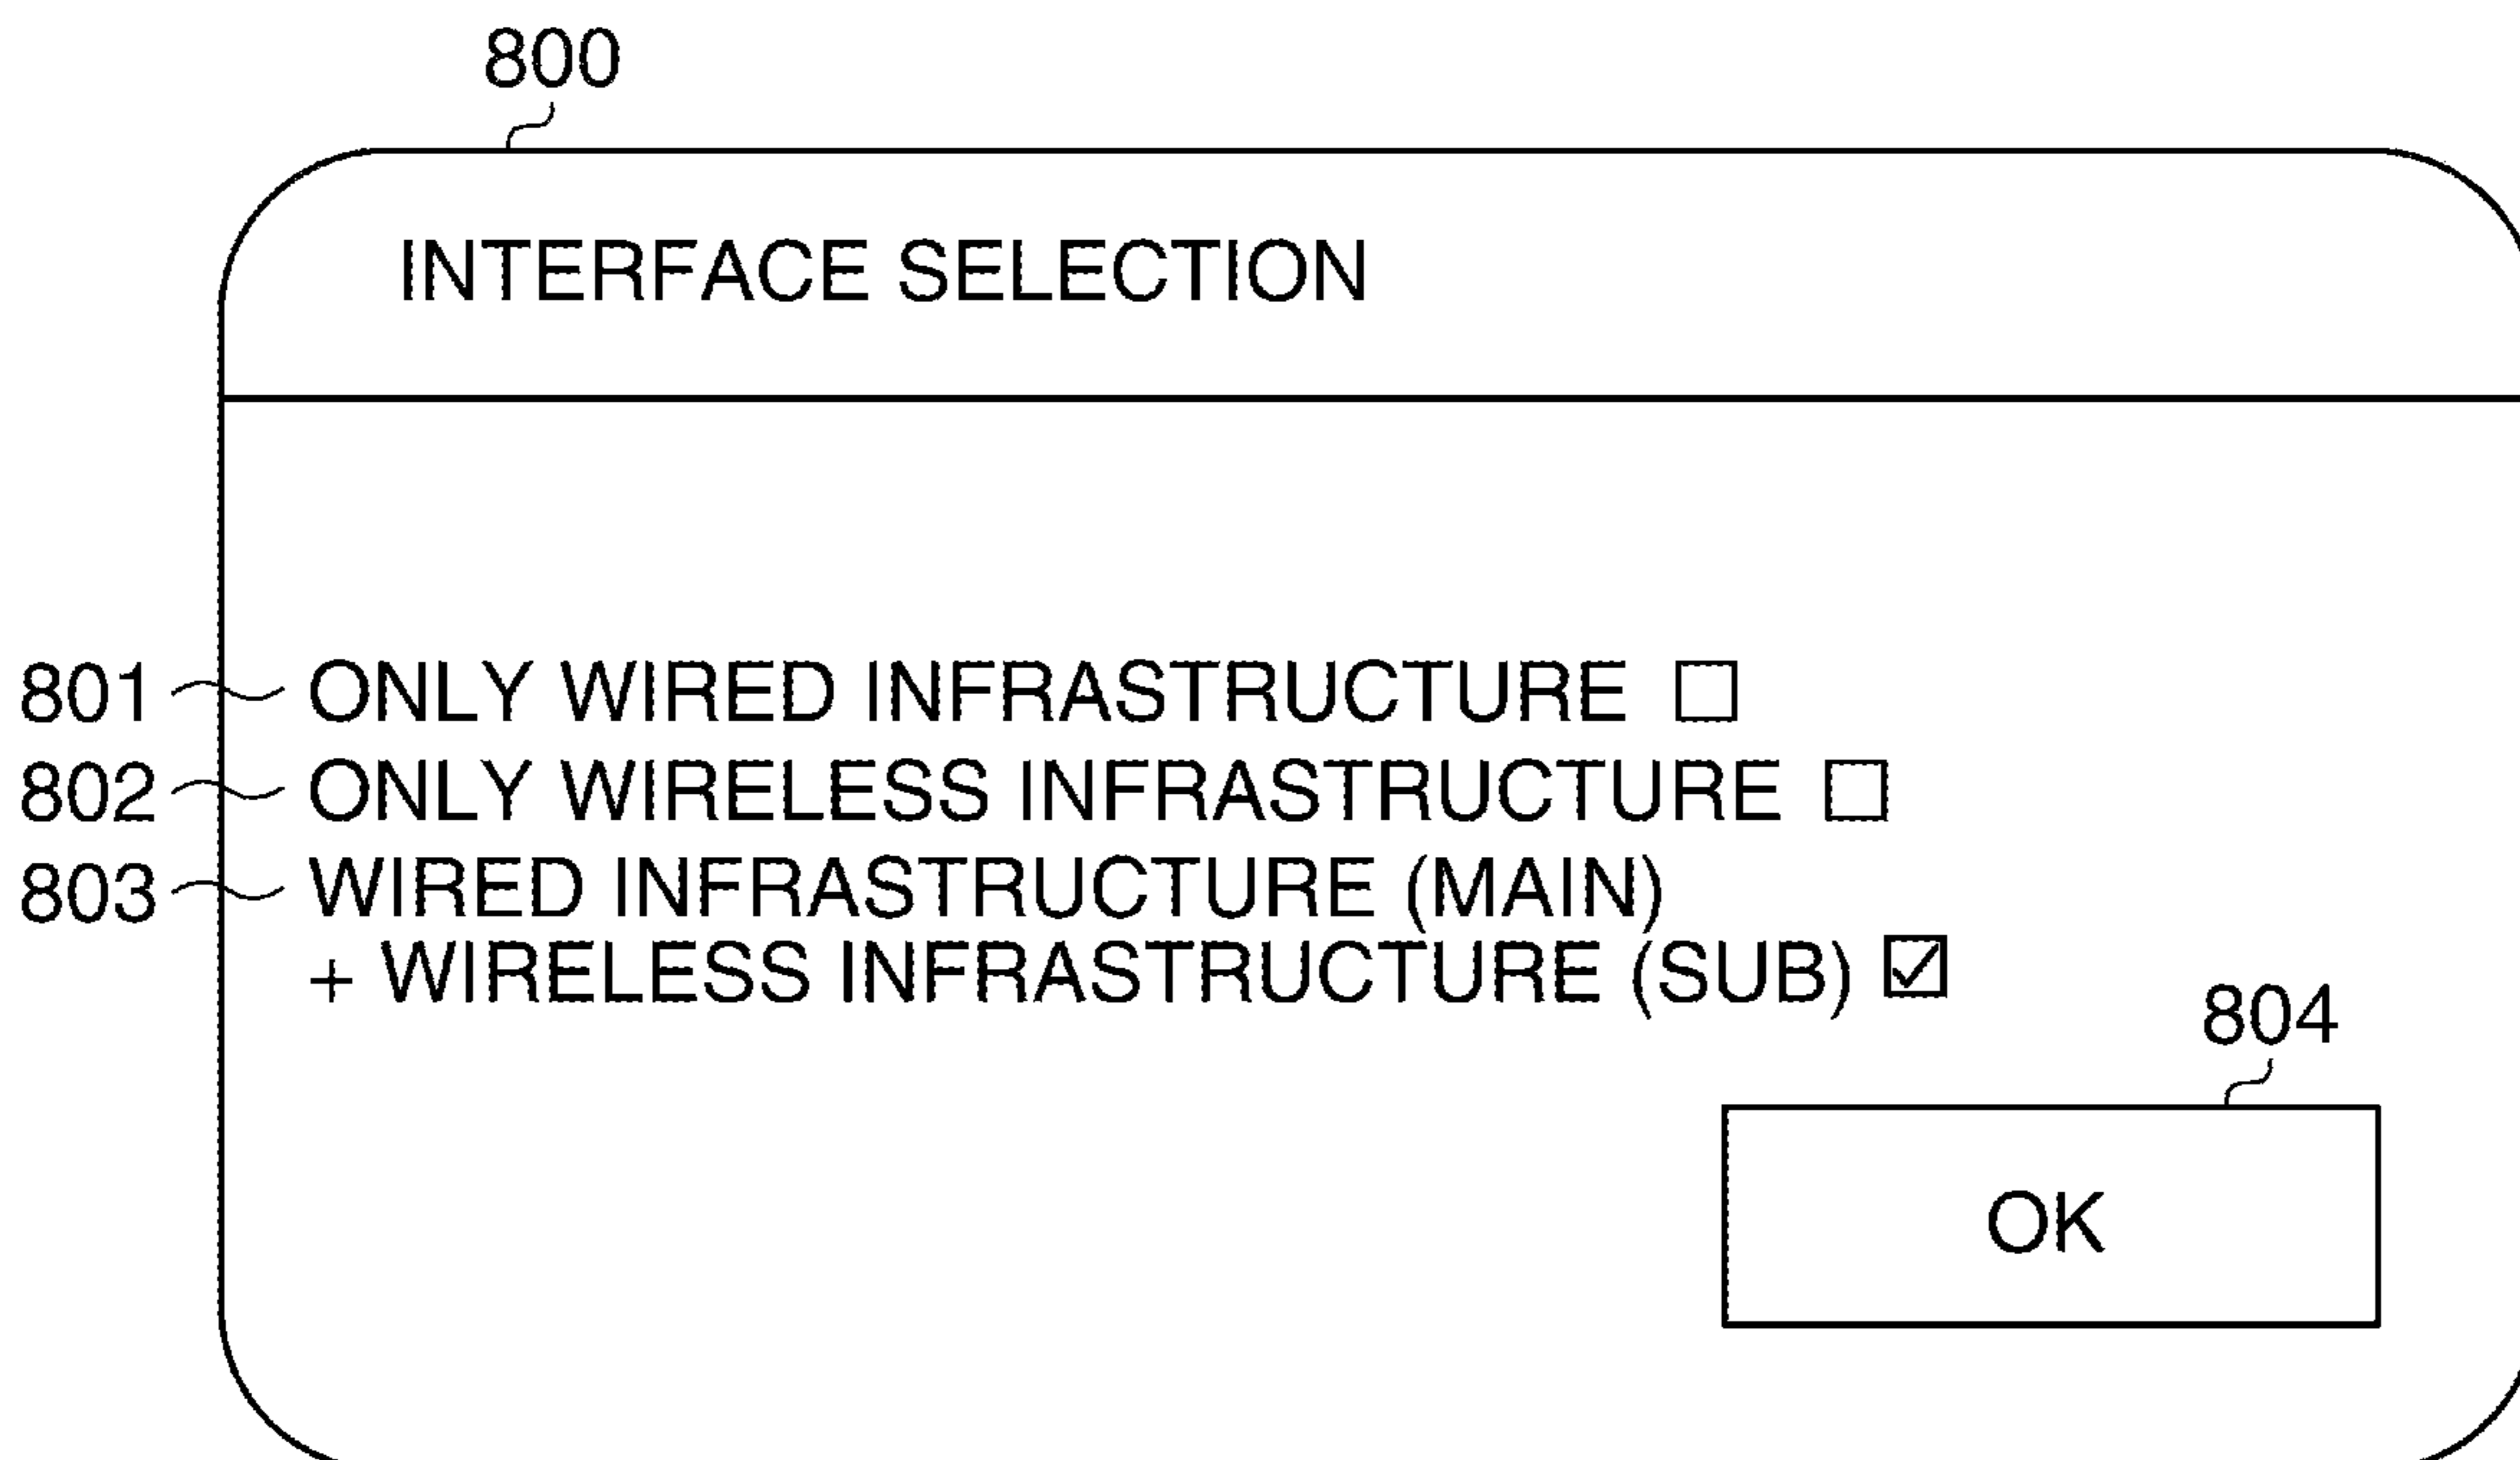 800
INTERFACE SELECTION
801 ONLY WIRED INFRASTRUCTURE ☐
802 ONLY WIRELESS INFRASTRUCTURE ☐
803 WIRED INFRASTRUCTURE (MAIN)
+ WIRELESS INFRASTRUCTURE (SUB) ☑
804
OK